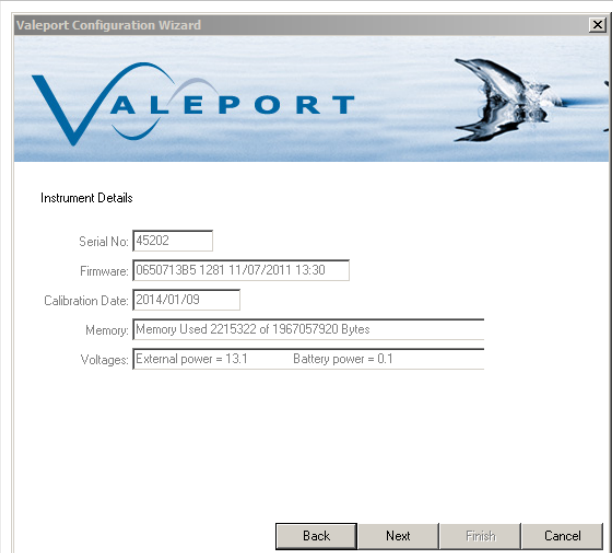 Valeport Configuration Wizard
VALEPORT
Instrument Details
Serial No: 45202
Firmware: 0650713B5 1281 11/07/2011 13:30
Calibration Date: 2014/01/09
Memory: Memory Used 2215322 of 1967057920 Bytes
Voltages: External power = 13.1 Battery power = 0.1
Back Next Finish Cancel